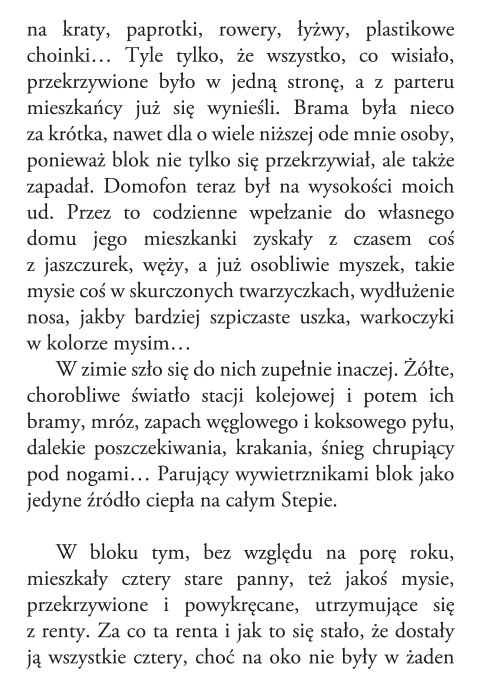 na kraty, paprotki, rowery, łyżwy, plastikowe
choinki… Tyle tylko, że wszystko, co wisiało,
przekrzywione było w jedną stronę, a z parteru
mieszkańcy już się wynieśli. Brama była nieco
za krótka, nawet dla o wiele niższej ode mnie osoby,
ponieważ blok nie tylko się przekrzywiał, ale także
zapadał. Domofon teraz był na wysokości moich
ud. Przez to codzienne wpełzanie do własnego
domu jego mieszkanki zyskały z czasem coś
z jaszczurek, węży, a już osobliwie myszek, takie
mysie coś w skurczonych twarzyczkach, wydłużenie
nosa, jakby bardziej szpiczaste uszka, warkoczyki
w kolorze mysim…
W zimie szło się do nich zupełnie inaczej. Żółte,
chorobliwe światło stacji kolejowej i potem ich
bramy, mróz, zapach węglowego i koksowego pyłu,
dalekie poszczekiwania, krakania, śnieg chrupiący
pod nogami… Parujący wywietrznikami blok jako
jedyne źródło ciepła na całym Stepie.
W bloku tym, bez względu na porę roku,
mieszkały cztery stare panny, też jakoś mysie,
przekrzywione i powykręcane, utrzymujące się
z renty. Za co ta renta i jak to się stało, że dostały
ją wszystkie cztery, choć na oko nie były w żaden